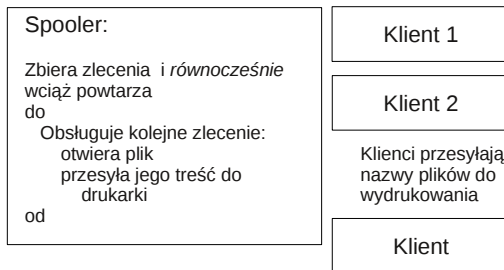 Spooler:
Zbiera zlecenia i równocześnie
wciąż powtarza
do
Obsługuje kolejne zlecenie:
otwiera plik
przesyła jego treść do
drukarki
od
Klient 1
Klient 2
Klienci przesyłają
nazwy plików do
wydrukowania
Klient